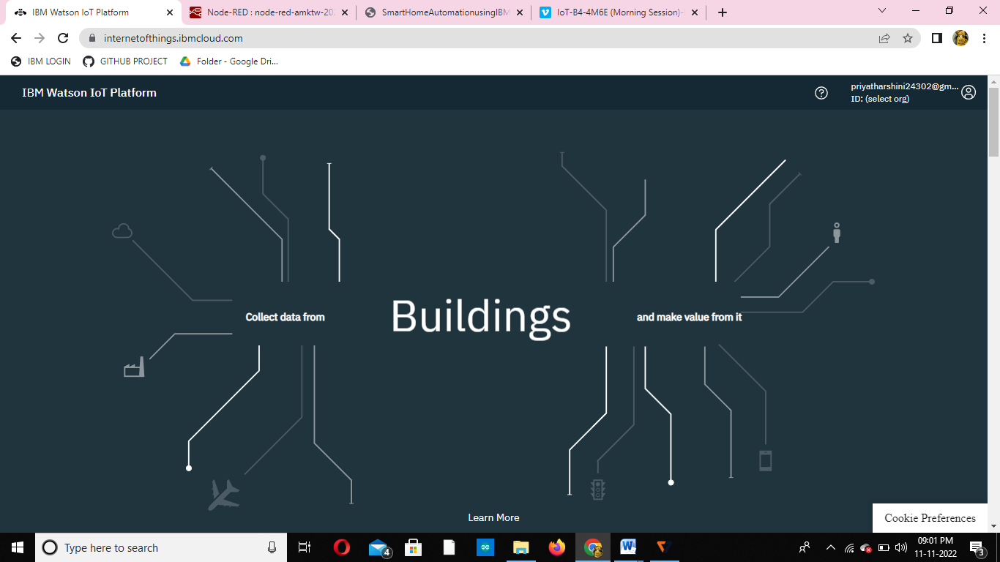 IBM Watson IoT Platform
Node-RED : node-red-amktw-20
SmartHomeAutomationusingIBM
IoT-B4-4M6E (Morning Session)-
internetofthings.ibmcloud.com
IBM LOGIN
GITHUB PROJECT
Folder - Google Dri...
IBM Watson IoT Platform
priyatharshini24302@gm...
ID: (select org)
Collect data from
Buildings
and make value from it
Learn More
Cookie Preferences
Type here to search
4
09:01 PM
11-11-2022
3